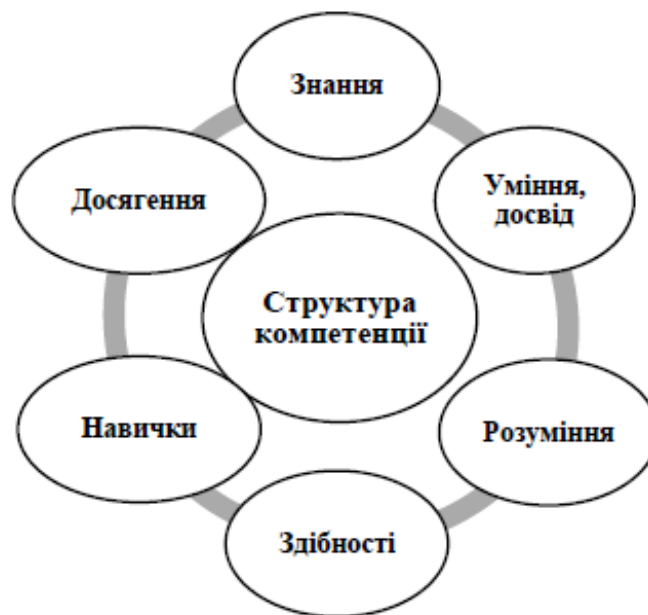 Знання
Уміння,
досвід
Розуміння
Здібності
Навички
Досягення
Структура
компетенції